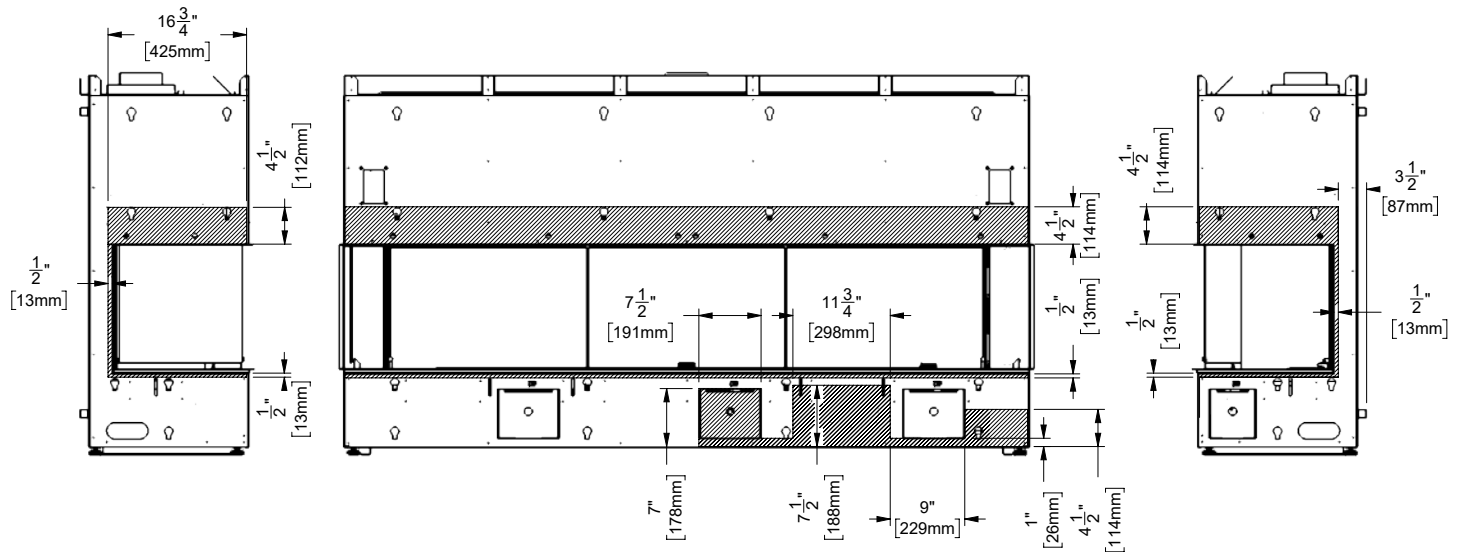 16 3/4"
[425mm]
4 1/2"
[112mm]
1/2"
[13mm]
1/2"
[13mm]
4 1/2"
[114mm]
1/2"
[13mm]
7 1/2"
[191mm]
11 3/4"
[298mm]
7"
[178mm]
7 1/2"
[188mm]
9"
[229mm]
1"
[26mm]
4 1/2"
[114mm]
4 1/2"
[114mm]
3 1/2"
[87mm]
1/2"
[13mm]
1/2"
[13mm]